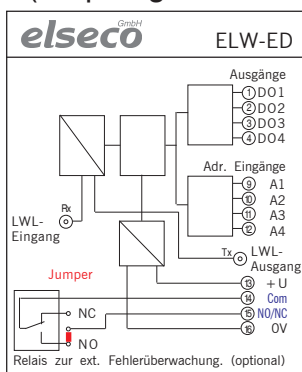 elseco GmbH ELW-ED
Ausgänge
1 DO1
2 DO2
3 DO3
4 DO4
Adr. Eingänge
9 A1
10 A2
11 A3
12 A4
Rx
LWL-
Eingang
Tx LWL-
Ausgang
Jumper
13 +U
14 Com
15 NO/NC
16 0V
NC
NO
Relais zur ext. Fehlerüberwachung. (optional)